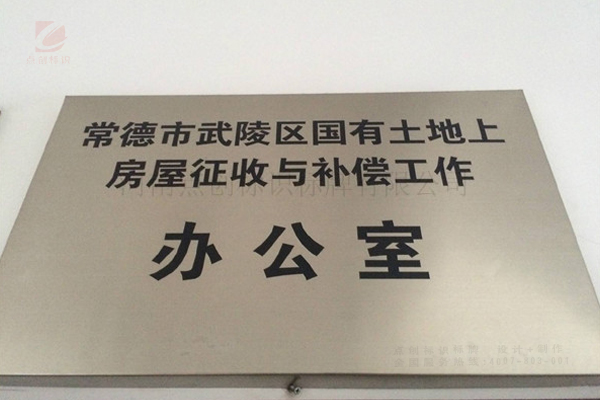 常德市武陵区国有土地上
房屋征收与补偿工作
办公室